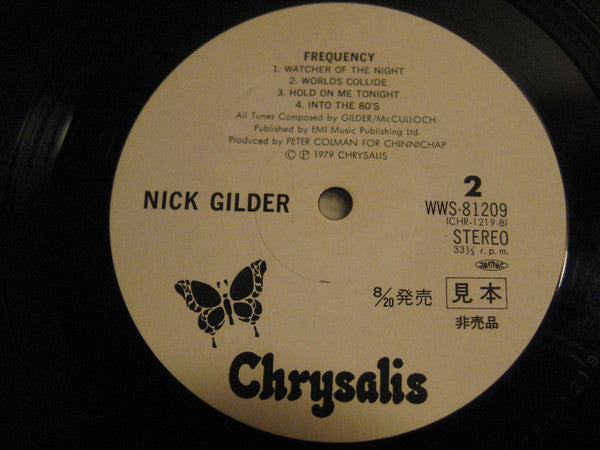 FREQUENCY
1. WATCHER OF THE NIGHT
2. WORLDS COLLIDE
3. HOLD ON ME TONIGHT
4. INTO THE 80'S
All Tunes Composed by GILDER/McCULLOCH
Published by EMI Music Publishing Ltd.
Produced by PETER COLMAN FOR CHINNICHAP
© Ⓟ 1979 CHRYSALIS
NICK GILDER
2
WWS-81209
(CHR-1219-B)
STEREO
33⅓ r.p.m.
JASRAC
8/20発売
見本
非売品
Chrysalis